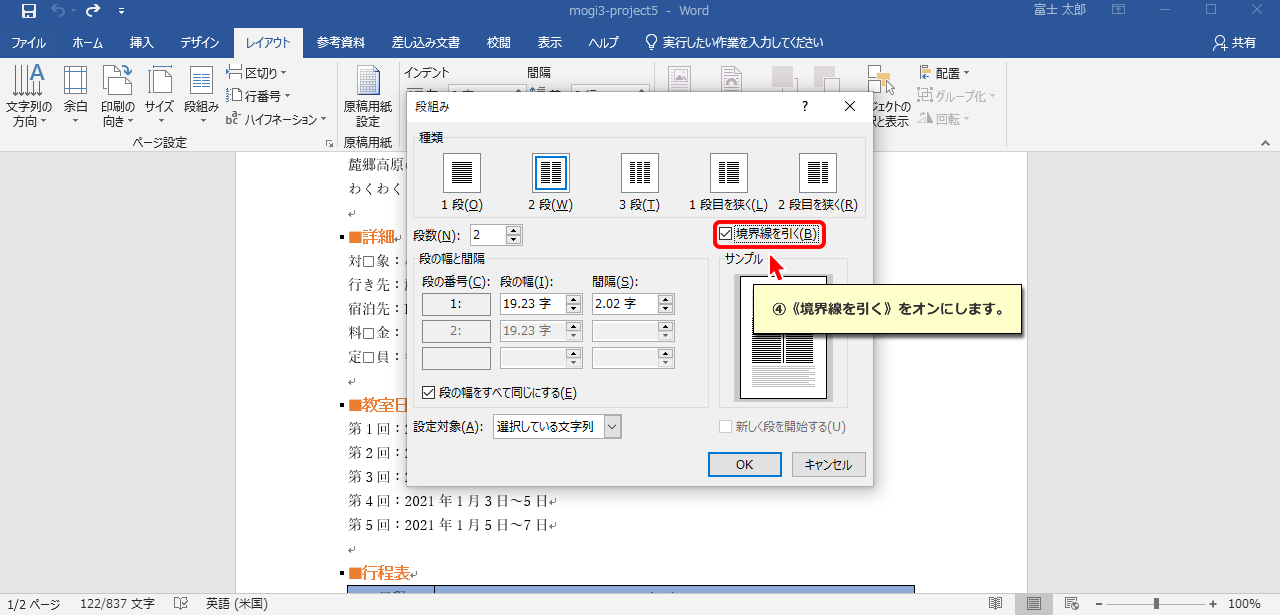 mogi3-project5 - Word
富士 太郎
ファイル ホーム 挿入 デザイン レイアウト 参考資料 差し込み文書 校閲 表示 ヘルプ 実行したい作業を入力してください 共有
文字列の方向 余白 印刷の向き サイズ 段組み
区切り
行番号
ハイフネーション
ページ設定
原稿用紙設定
原稿用紙
インデント
間隔
配置
グループ化
回転
段組み
?
種類
1 段(O) 2 段(W) 3 段(T) 1 段目を狭く(L) 2 段目を狭く(R)
段数(N): 2
境界線を引く(B)
段の幅と間隔
段の番号(C): 段の幅(I): 間隔(S):
1: 19.23 字 2.02 字
2: 19.23 字
段の幅をすべて同じにする(E)
サンプル
④《境界線を引く》をオンにします。
設定対象(A): 選択している文字列
新しく段を開始する(U)
OK キャンセル
麓郷高原
わくわく
■詳細
対□象：
行き先：
宿泊先：
料□金：
定□員：
■教室日
第 1 回：
第 2 回：
第 3 回：
第 4 回：2021 年 1 月 3 日～5 日
第 5 回：2021 年 1 月 5 日～7 日
■行程表
1/2 ページ 122/837 文字 英語 (米国) 100%